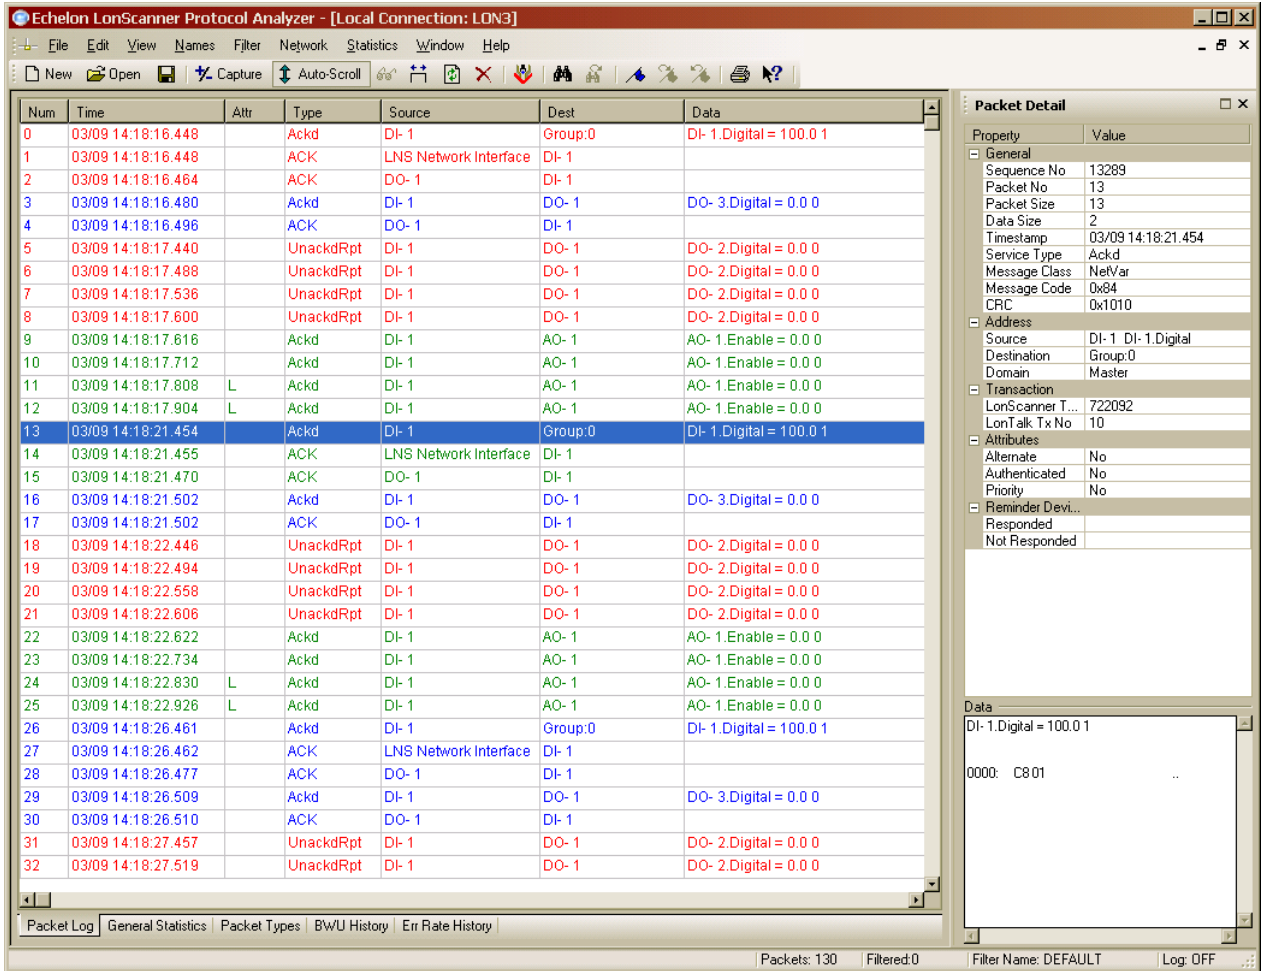 Echelon LonScanner Protocol Analyzer - [Local Connection: LON3]
File Edit View Names Filter Network Statistics Window Help
New Open Capture Auto-Scroll
Num Time Attr Type Source Dest Data
0 03/09 14:18:16.448 Ackd DI- 1 Group:0 DI- 1.Digital = 100.0 1
1 03/09 14:18:16.448 ACK LNS Network Interface DI- 1
2 03/09 14:18:16.464 ACK DO- 1 DI- 1
3 03/09 14:18:16.480 Ackd DI- 1 DO- 1 DO- 3.Digital = 0.0 0
4 03/09 14:18:16.496 ACK DO- 1 DI- 1
5 03/09 14:18:17.440 UnackdRpt DI- 1 DO- 1 DO- 2.Digital = 0.0 0
6 03/09 14:18:17.488 UnackdRpt DI- 1 DO- 1 DO- 2.Digital = 0.0 0
7 03/09 14:18:17.536 UnackdRpt DI- 1 DO- 1 DO- 2.Digital = 0.0 0
8 03/09 14:18:17.600 UnackdRpt DI- 1 DO- 1 DO- 2.Digital = 0.0 0
9 03/09 14:18:17.616 Ackd DI- 1 AO- 1 AO- 1.Enable = 0.0 0
10 03/09 14:18:17.712 Ackd DI- 1 AO- 1 AO- 1.Enable = 0.0 0
11 03/09 14:18:17.808 L Ackd DI- 1 AO- 1 AO- 1.Enable = 0.0 0
12 03/09 14:18:17.904 L Ackd DI- 1 AO- 1 AO- 1.Enable = 0.0 0
13 03/09 14:18:21.454 Ackd DI- 1 Group:0 DI- 1.Digital = 100.0 1
14 03/09 14:18:21.455 ACK LNS Network Interface DI- 1
15 03/09 14:18:21.470 ACK DO- 1 DI- 1
16 03/09 14:18:21.502 Ackd DI- 1 DO- 1 DO- 3.Digital = 0.0 0
17 03/09 14:18:21.502 ACK DO- 1 DI- 1
18 03/09 14:18:22.446 UnackdRpt DI- 1 DO- 1 DO- 2.Digital = 0.0 0
19 03/09 14:18:22.494 UnackdRpt DI- 1 DO- 1 DO- 2.Digital = 0.0 0
20 03/09 14:18:22.558 UnackdRpt DI- 1 DO- 1 DO- 2.Digital = 0.0 0
21 03/09 14:18:22.606 UnackdRpt DI- 1 DO- 1 DO- 2.Digital = 0.0 0
22 03/09 14:18:22.622 Ackd DI- 1 AO- 1 AO- 1.Enable = 0.0 0
23 03/09 14:18:22.734 Ackd DI- 1 AO- 1 AO- 1.Enable = 0.0 0
24 03/09 14:18:22.830 L Ackd DI- 1 AO- 1 AO- 1.Enable = 0.0 0
25 03/09 14:18:22.926 L Ackd DI- 1 AO- 1 AO- 1.Enable = 0.0 0
26 03/09 14:18:26.461 Ackd DI- 1 Group:0 DI- 1.Digital = 100.0 1
27 03/09 14:18:26.462 ACK LNS Network Interface DI- 1
28 03/09 14:18:26.477 ACK DO- 1 DI- 1
29 03/09 14:18:26.509 Ackd DI- 1 DO- 1 DO- 3.Digital = 0.0 0
30 03/09 14:18:26.510 ACK DO- 1 DI- 1
31 03/09 14:18:27.457 UnackdRpt DI- 1 DO- 1 DO- 2.Digital = 0.0 0
32 03/09 14:18:27.519 UnackdRpt DI- 1 DO- 1 DO- 2.Digital = 0.0 0
Packet Log General Statistics Packet Types BWU History Err Rate History
Packet Detail
Property Value
General
Sequence No 13289
Packet No 13
Packet Size 13
Data Size 2
Timestamp 03/09 14:18:21.454
Service Type Ackd
Message Class NetVar
Message Code 0x84
CRC 0x1010
Address
Source DI- 1 DI- 1.Digital
Destination Group:0
Domain Master
Transaction
LonScanner T... 722092
LonTalk Tx No 10
Attributes
Alternate No
Authenticated No
Priority No
Reminder Devi...
Responded
Not Responded
Data
DI- 1.Digital = 100.0 1
0000: C8 01 ..
Packets: 130 Filtered:0 Filter Name: DEFAULT Log: OFF